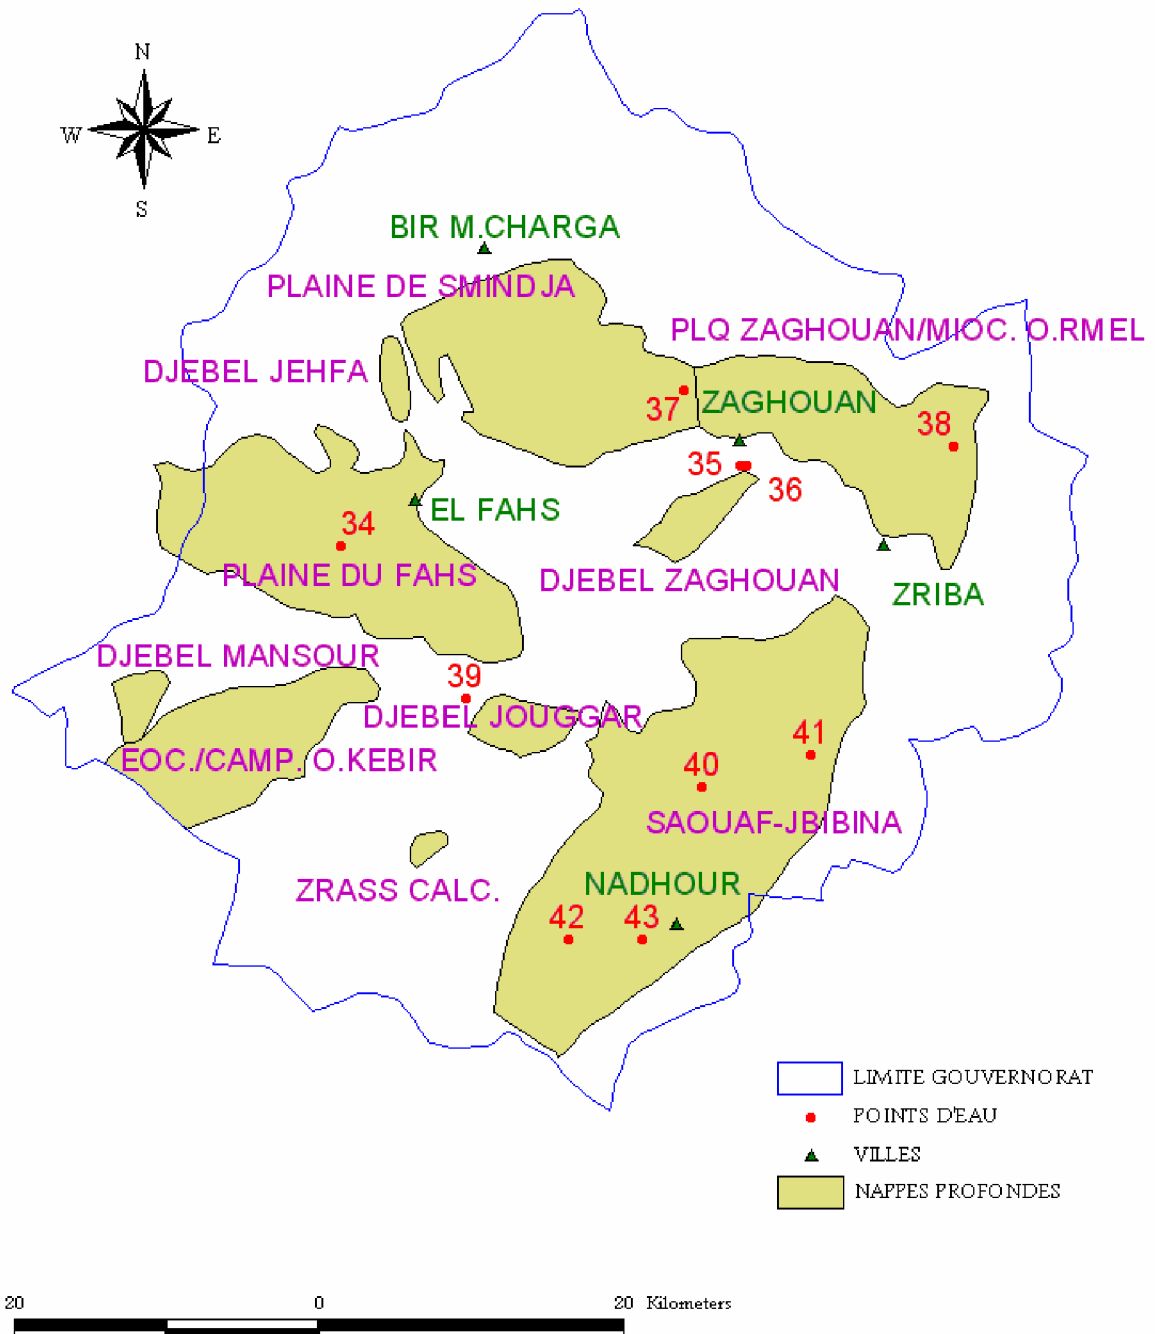 N
W E
S
BIR M.CHARGA
PLAINE DE SMINDJA
PLQ ZAGHOUAN/MIOC. O.RMEL
DJEBEL JEHFA
37
ZAGHOUAN
38
35
36
EL FAHS
34
PLAINE DU FAHS
DJEBEL ZAGHOUAN
ZRIBA
DJEBEL MANSOUR
39
DJEBEL JOUGGAR
41
EOC./CAMP. O.KEBIR
40
SAOUAF-JBIBINA
ZRASS CALC.
NADHOUR
42
43
LIMITE GOUVERNORAT
POINTS D'EAU
VILLES
NAPPES PROFONDES
20 0 20 Kilometers